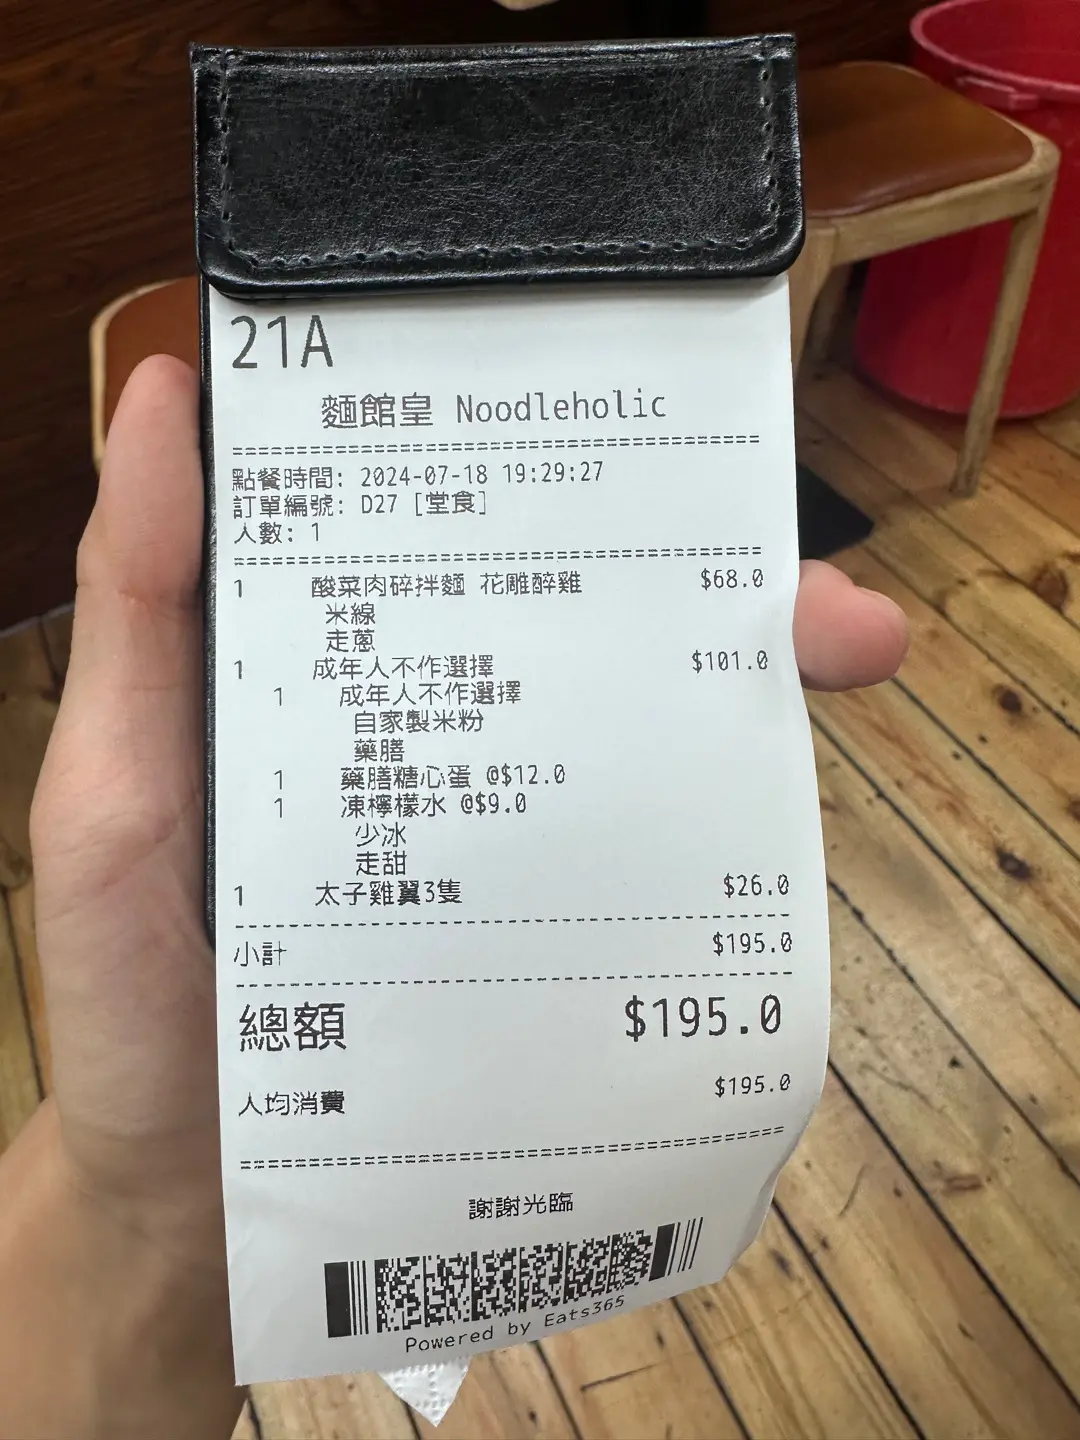 21A
麵館皇 Noodleholic
==========================================
點餐時間: 2024-07-18 19:29:27
訂單編號: D27 [堂食]
人數: 1
==========================================
1 酸菜肉碎拌麵 花雕醉雞 $68.0
米線
走蔥
1 成年人不作選擇 $101.0
1 成年人不作選擇
自家製米粉
藥膳
1 藥膳糖心蛋 @$12.0
1 凍檸檬水 @$9.0
少冰
走甜
1 太子雞翼3隻 $26.0
------------------------------------------
小計 $195.0
------------------------------------------
總額 $195.0
人均消費 $195.0
==========================================
謝謝光臨
Powered by Eats365